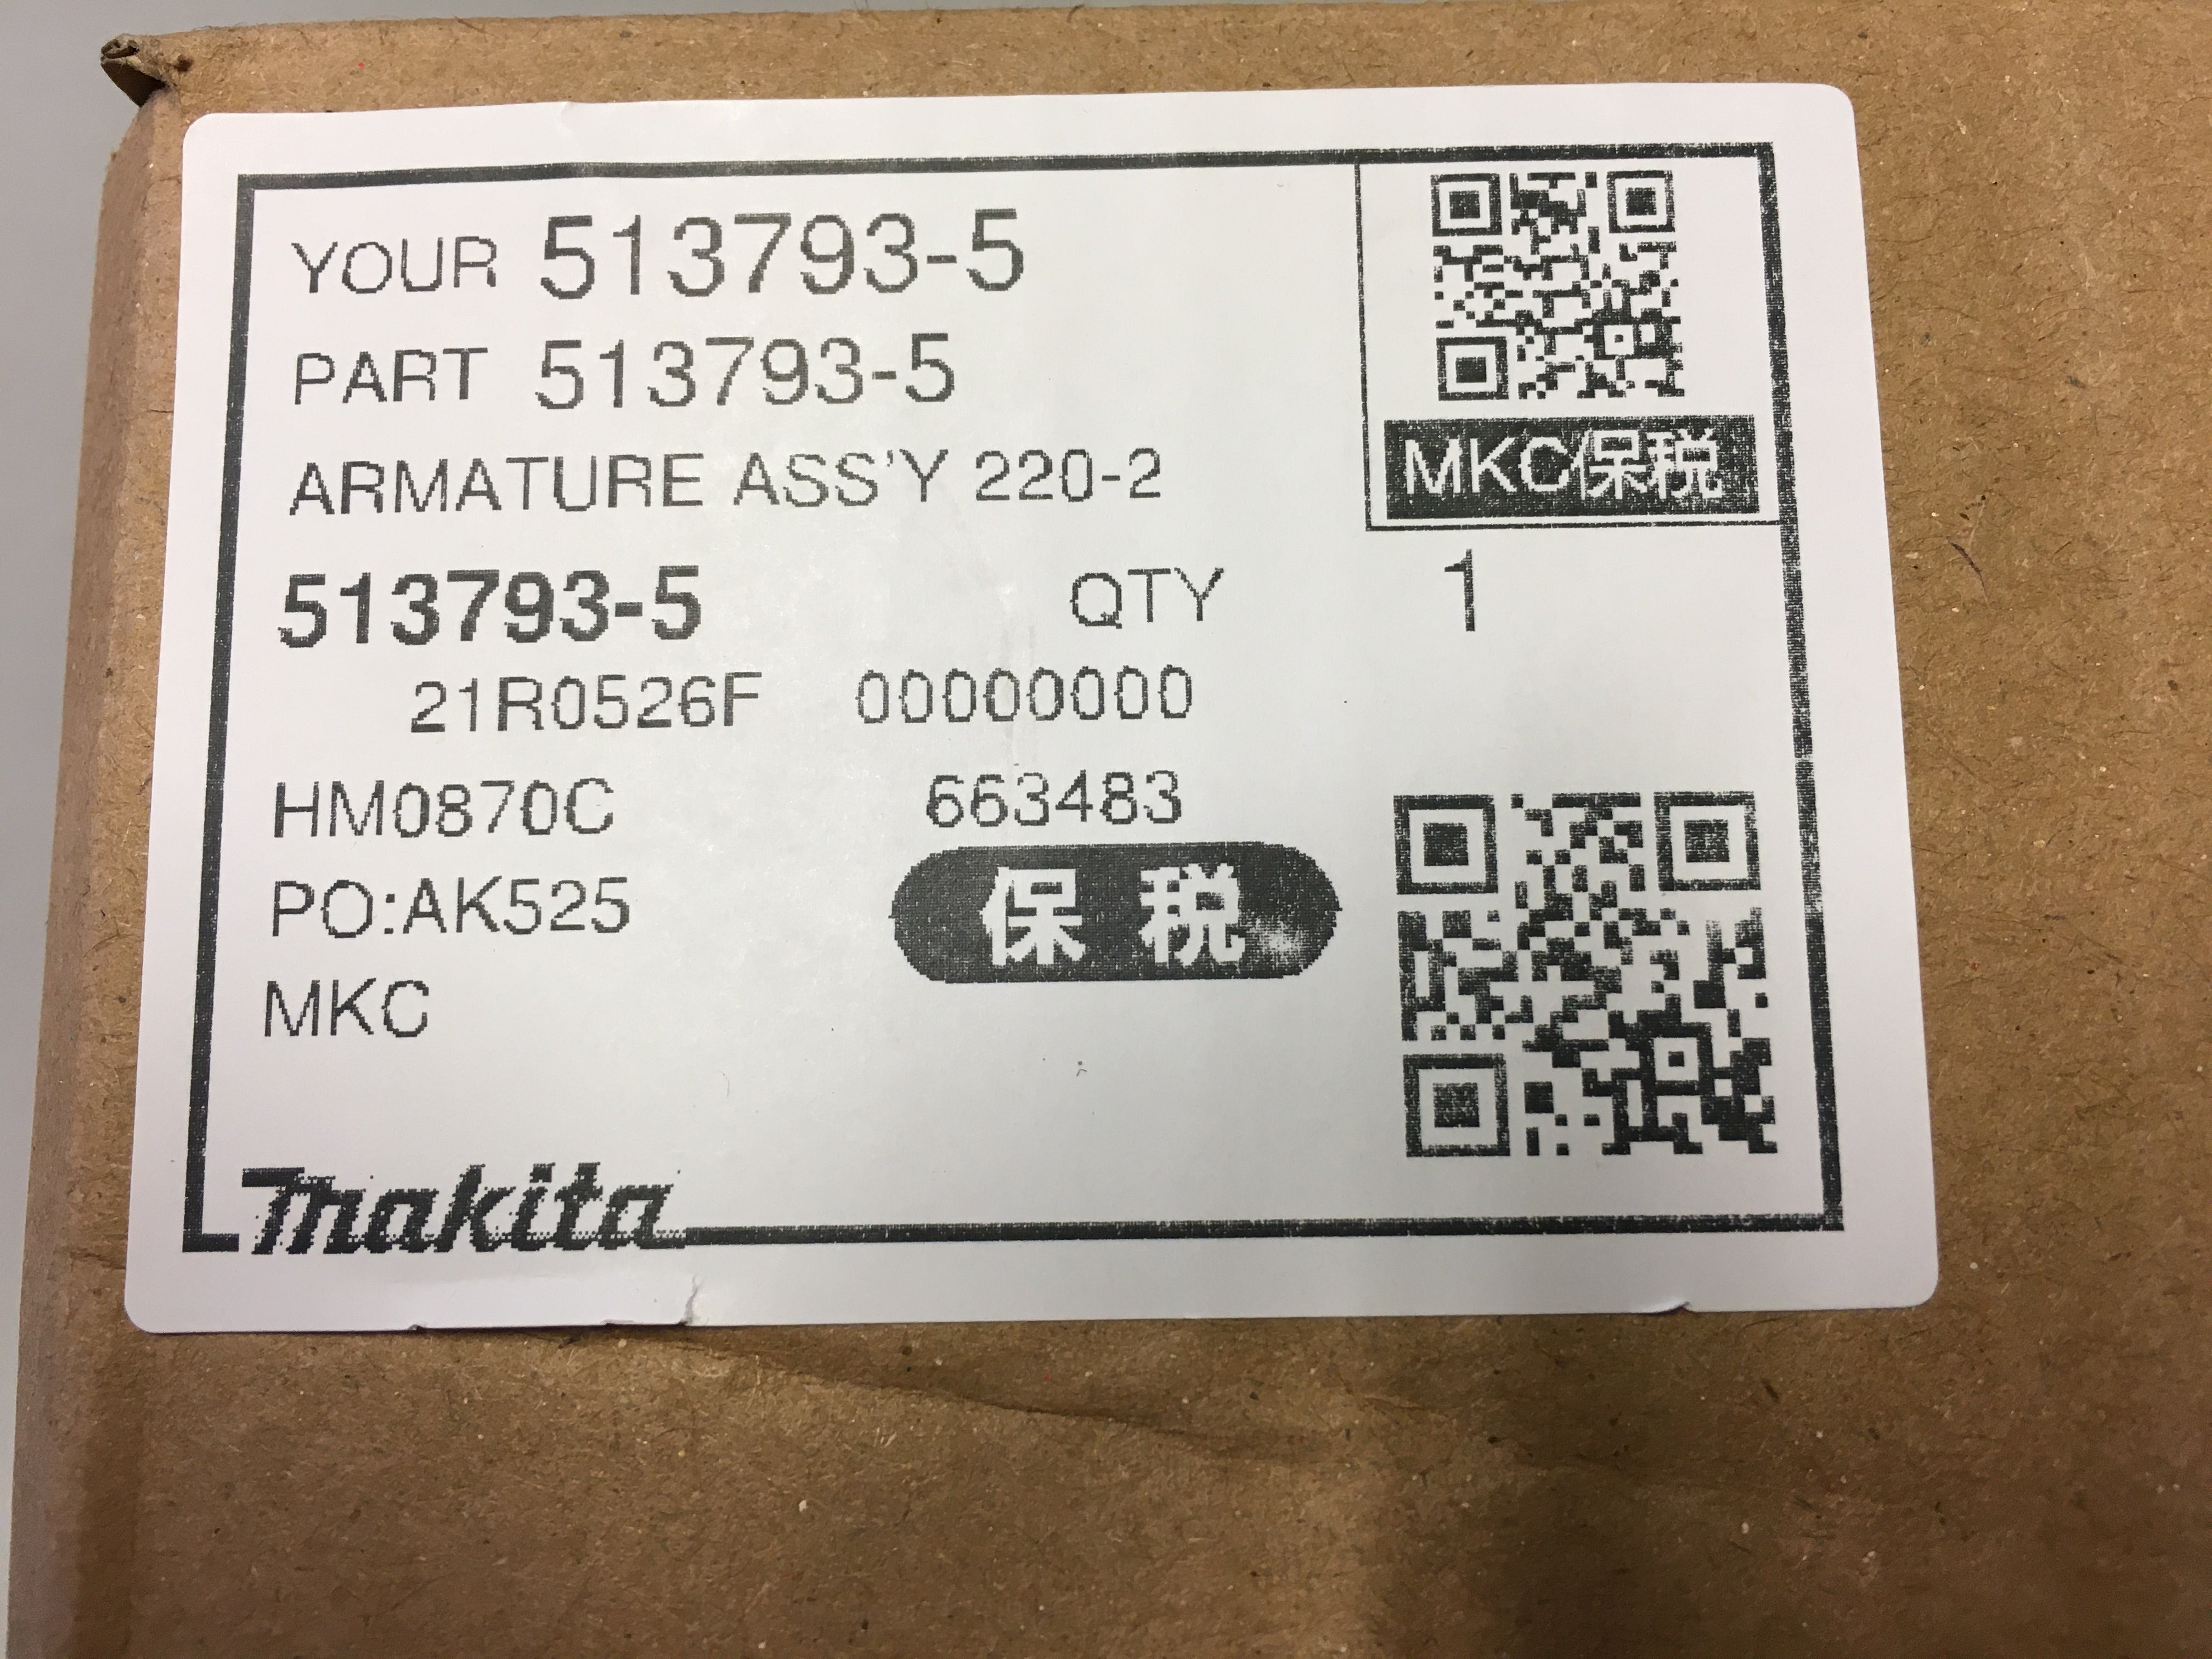 YOUR 513793-5
PART 513793-5
ARMATURE ASS'Y 220-2
MKC保税
513793-5 QTY 1
21R0526F 00000000
HM0870C 663483
PO:AK525 保税
MKC
makita